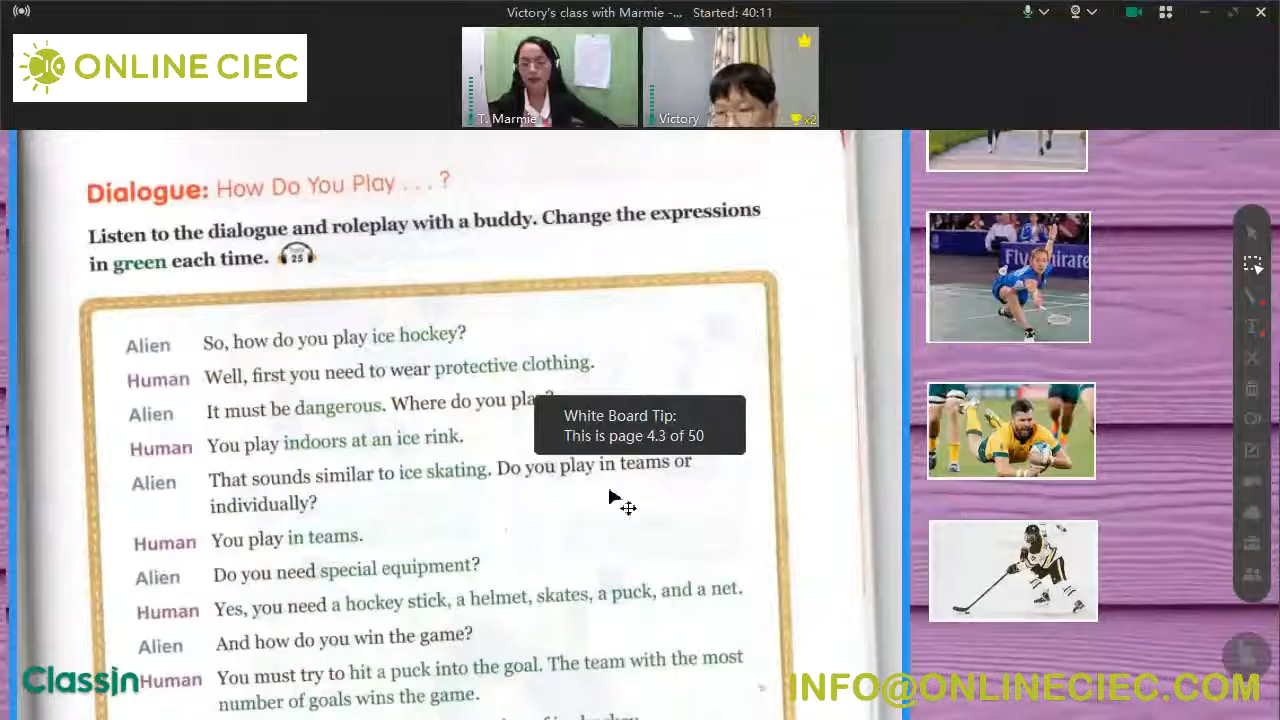 Victory's class with Marmie -... Started: 40:11
ONLINE CIEC
T. Marmie
Victory
x2
Dialogue: How Do You Play . . . ?
Listen to the dialogue and roleplay with a buddy. Change the expressions
in green each time.
25
Alien So, how do you play ice hockey?
Human Well, first you need to wear protective clothing.
Alien It must be dangerous. Where do you
Human You play indoors at an ice rink.
Alien That sounds similar to ice skating. Do you play in teams or
individually?
Human You play in teams.
Alien Do you need special equipment?
Human Yes, you need a hockey stick, a helmet, skates, a puck, and a net.
Alien And how do you win the game?
Human You must try to hit a puck into the goal. The team with the most
number of goals wins the game.
White Board Tip:
This is page 4.3 of 50
Fly Emirate
ClassIn
INFO@ONLINECIEC.COM